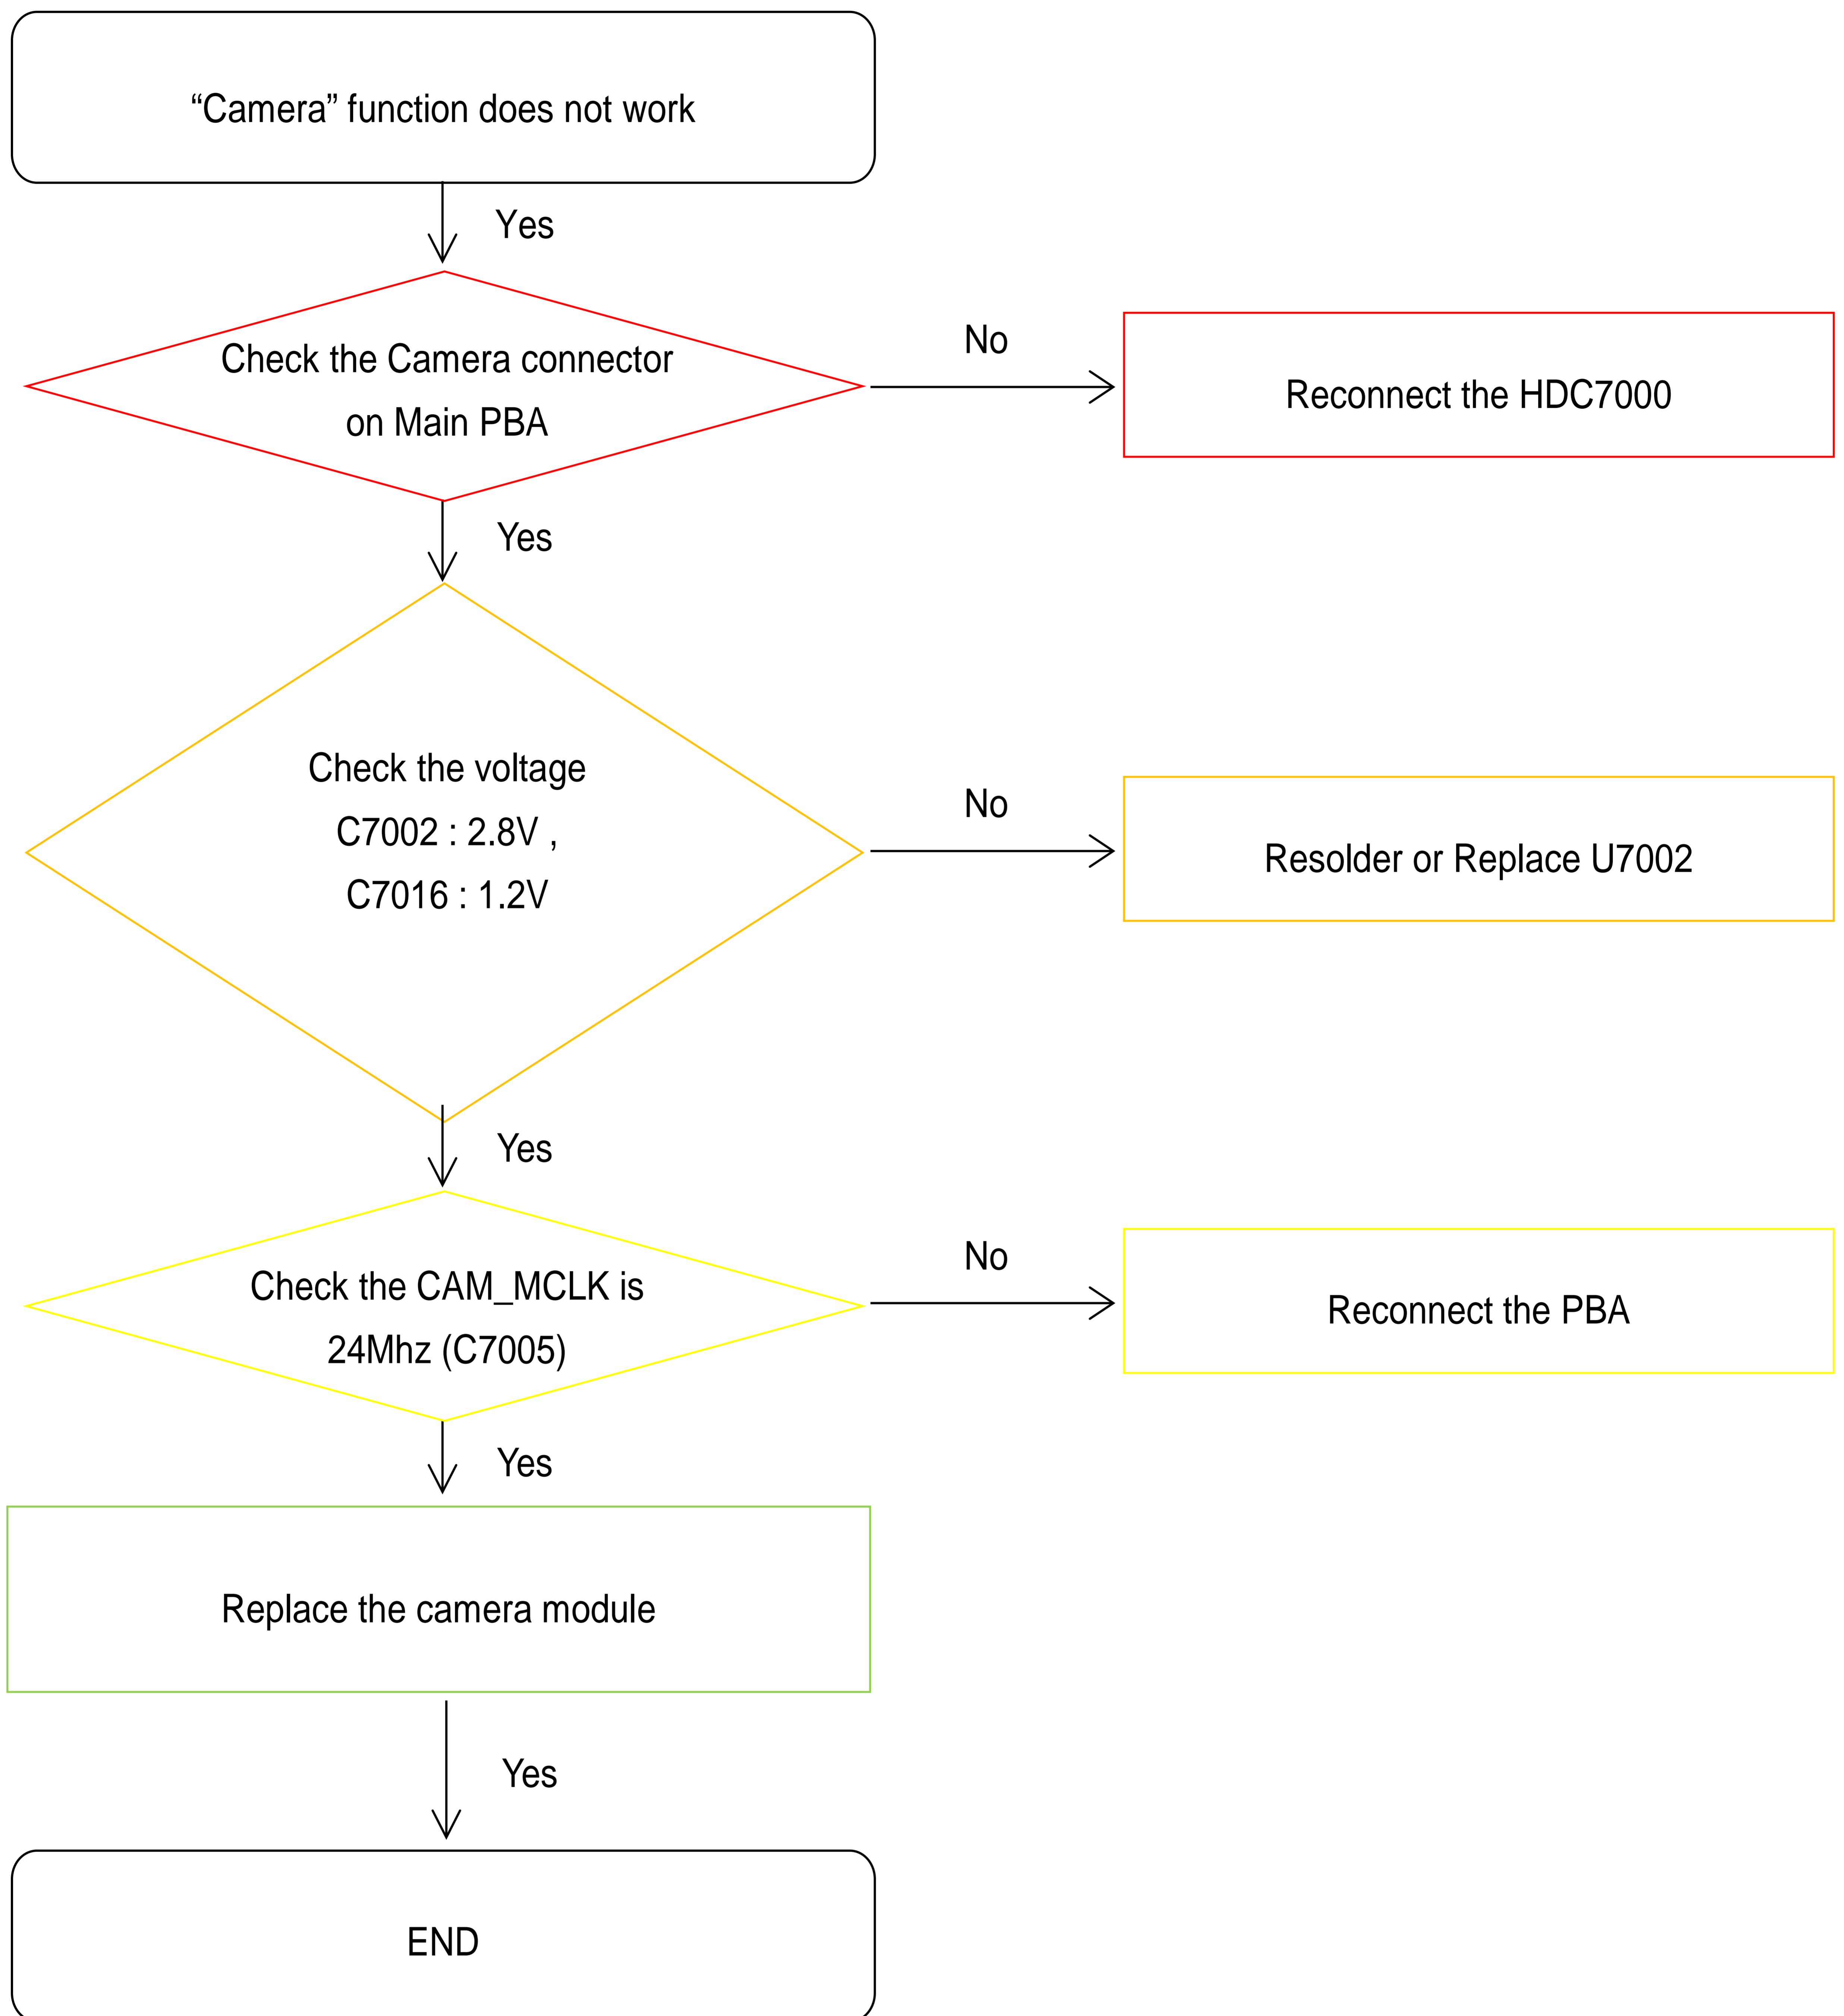 “Camera” function does not work
Yes
Check the Camera connector
on Main PBA
No
Reconnect the HDC7000
Yes
Check the voltage
C7002 : 2.8V ,
C7016 : 1.2V
No
Resolder or Replace U7002
Yes
Check the CAM_MCLK is
24Mhz (C7005)
No
Reconnect the PBA
Yes
Replace the camera module
Yes
END